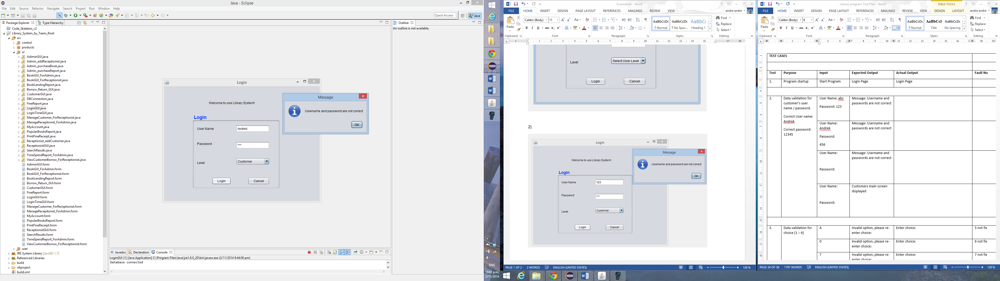 Java - Eclipse
File Edit Source Refactor Navigate Search Project Run Window Help
Quick Access
Java
Package Explorer
Type Hierarchy
Code_Skeleton_v2
Library_System_by_Team_Root
src
control
products
ui
AdiminGUI.java
Admin_addReceptionist.java
Admin_purchaseBook.java
Admin_purchaseReport.java
BookGUI_ForAdmin.java
BookGUI_ForReceptionist.java
BookLendingReport.java
Borrow_Return_GUI.java
CustomerGUI.java
DBConnection.java
FineReport.java
LoginGUI.java
LoginTimeGUI.java
ManageCustomer_ForReceptionist.java
ManageRecepitonist_ForAdmin.java
MyAccount.java
PopularBooksReport.java
PrintFineReceipt.java
Receptionist_addCustomer.java
ReceptionistGUI.java
SearchResults.java
TimeSpendReport_ForAdmin.java
ViewCustomerBorrow_ForReceptionist.java
AdiminGUI.form
BookGUI_ForAdmin.form
BookGUI_ForReceptionist.form
BookLendingReport.form
Borrow_Return_GUI.form
CustomerGUI.form
FineReport.form
LoginGUI.form
LoginTimeGUI.form
ManageCustomer_ForReceptionist.form
ManageRecepitonist_ForAdmin.form
MyAccount.form
PopularBooksReport.form
PrintFineReceipt.form
ReceptionistGUI.form
SearchResults.form
TimeSpendReport_ForAdmin.form
ViewCustomerBorrow_ForReceptionist.form
user
JRE System Library [JavaSE-1.7]
Referenced Libraries
build
nbproject
build.xml
Login
Welcome to use Library System!
Login
User Name
Andrek
Password
***
Level
Customer
Login
Cancel
Message
Username and password are not correct
OK
Javadoc
Declaration
Console
LoginGUI (1) [Java Application] C:\Program Files\Java\jre1.8.0_20\bin\javaw.exe (2/11/2014 9:44:06 pm)
Database connected
Outline
An outline is not available.
ENG
10:01 p.m.
2/11/2014
Sceenshots - Word
FILE HOME INSERT DESIGN PAGE LAYOUT REFERENCES MAILINGS REVIEW VIEW
andre andre
Calibri (Body) 11
Paste
Clipboard
Font
Paragraph
AaBbCcDc
¶ Normal
AaBbCcDc
¶ No Spac...
AaBbCc
Heading 1
Styles
Find
Replace
Select
Editing
Level
Select User Level
Login
Cancel
2)
Login
Welcome to use Library System!
Login
User Name
123
Password
***
Level
Customer
Login
Cancel
Message
Username and password are not correct
OK
PAGE 1 OF 2
2 WORDS
ENGLISH (UNITED STATES)
120 %
Library program Test Plan - Word
TABLE TOOLS
FILE HOME INSERT DESIGN PAGE LAYOUT REFERENCES MAILINGS REVIEW VIEW DESIGN LAYOUT
andre andre
Calibri (Body) 9
Paste
Clipboard
Font
Paragraph
AaBbCcDc
¶ Normal
AaBbCcI
Title
AaBbCcDc
No Spacing
Styles
Find
Replace
Select
Editing
TEST CASES
Test Purpose Input Expected Output Actual Output Fault No
1. Program startup Start Program Login Page Login Page
2.
Data validation for
customer's user
name / password.
Correct User name:
Andrek
Correct password:
12345
User Name: abc
Password: 123
Message: Username and
passwords are not correct
User Name:
Andrek
Password:
456
Message: Username and
passwords are not correct
User Name:
Password:
Message: Username and
passwords are not correct
User Name:
Password:
Customers main screen
displayed
3.
Data validation for
choice (1 – 6)
A
Invalid option, please re-
enter choice:
Enter choice:
5 not fix
0
Invalid option, please re-
enter choice:
Enter choice:
6 not fix
7
Invalid option, please re-
enter choice:
Enter choice:
7 not fix
PAGE 34 OF 38
1797 WORDS
ENGLISH (UNITED STATES)
120 %